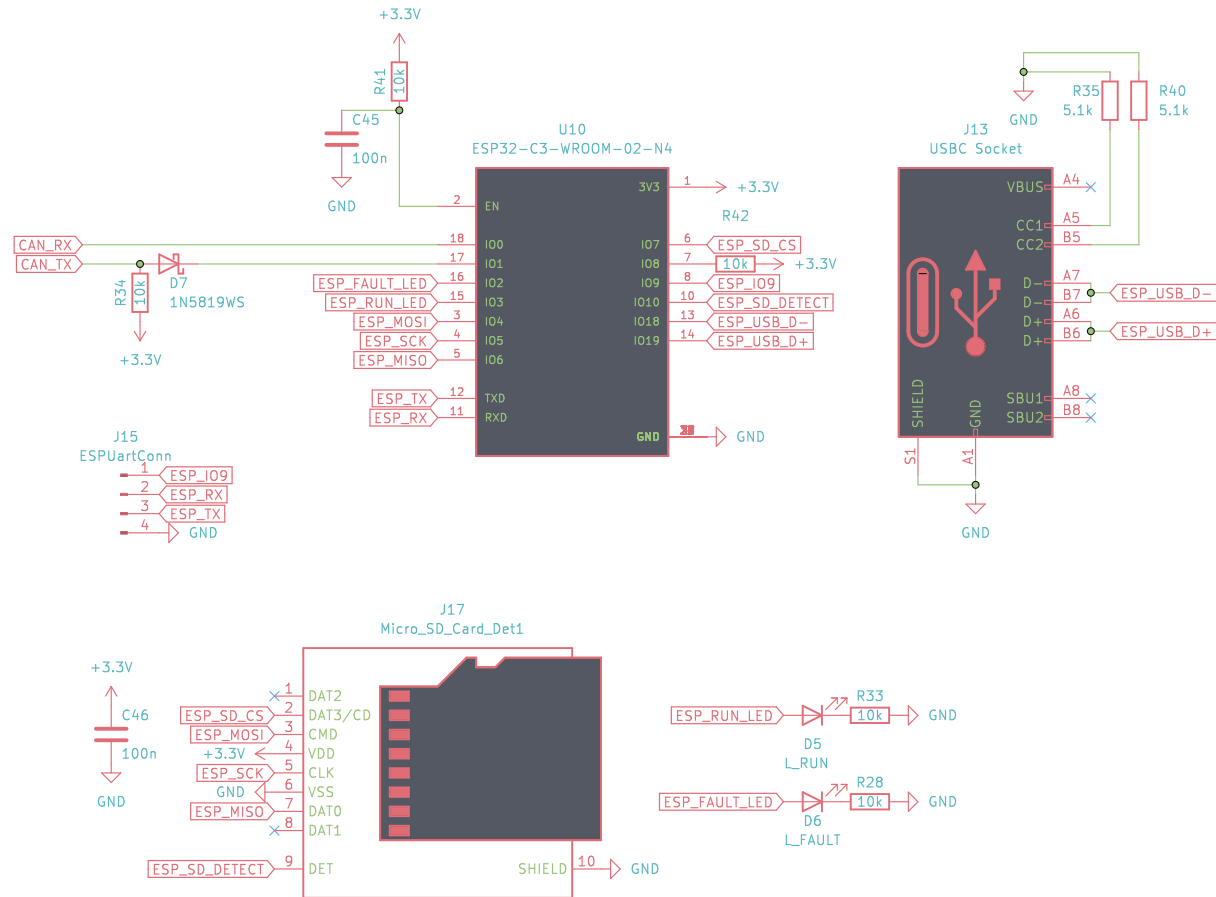 +3.3V
R41
10k
C45
100n
GND
U10
ESP32-C3-WROOM-02-N4
2
EN
18
IO0
17
IO1
16
IO2
15
IO3
3
IO4
4
IO5
5
IO6
12
TXD
11
RXD
3V3
1
+3.3V
R42
IO7
6
ESP_SD_CS
IO8
7
10k
+3.3V
IO9
8
ESP_IO9
IO10
10
ESP_SD_DETECT
IO18
13
ESP_USB_D-
IO19
14
ESP_USB_D+
GND
GND
CAN_RX
CAN_TX
D7
1N5819WS
R34
10k
+3.3V
ESP_FAULT_LED
ESP_RUN_LED
ESP_MOSI
ESP_SCK
ESP_MISO
ESP_TX
ESP_RX
GND
R35
5.1k
R40
5.1k
J13
USBC Socket
VBUS
A4
CC1
A5
CC2
B5
D-
A7
D-
B7
ESP_USB_D-
D+
A6
D+
B6
ESP_USB_D+
SBU1
A8
SBU2
B8
SHIELD
GND
S1
A1
GND
J15
ESPUartConn
1
ESP_IO9
2
ESP_RX
3
ESP_TX
4
GND
J17
Micro_SD_Card_Det1
+3.3V
C46
100n
GND
1
DAT2
ESP_SD_CS
2
DAT3/CD
ESP_MOSI
3
CMD
+3.3V
4
VDD
ESP_SCK
5
CLK
GND
6
VSS
ESP_MISO
7
DAT0
8
DAT1
ESP_SD_DETECT
9
DET
SHIELD
10
GND
ESP_RUN_LED
R33
10k
GND
D5
L_RUN
ESP_FAULT_LED
R28
10k
GND
D6
L_FAULT